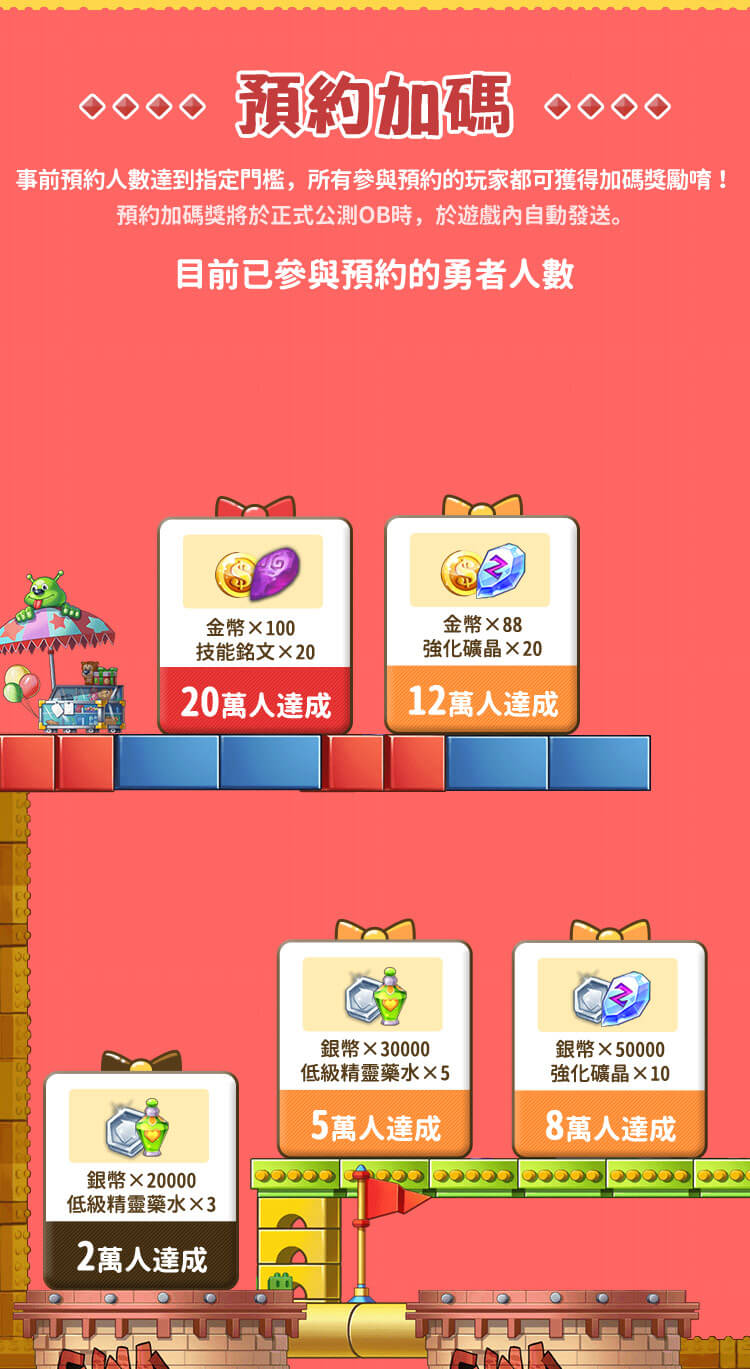 預約加碼
事前預約人數達到指定門檻，所有參與預約的玩家都可獲得加碼獎勵唷！
預約加碼獎將於正式公測OB時，於遊戲內自動發送。
目前已參與預約的勇者人數
金幣×100
技能銘文×20
20萬人達成
金幣×88
強化礦晶×20
12萬人達成
銀幣×30000
低級精靈藥水×5
5萬人達成
銀幣×50000
強化礦晶×10
8萬人達成
銀幣×20000
低級精靈藥水×3
2萬人達成